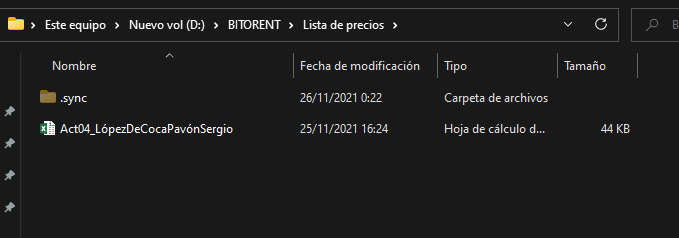 Este equipo > Nuevo vol (D:) > BITORENT > Lista de precios > B
Nombre Fecha de modificación Tipo Tamaño
.sync 26/11/2021 0:22 Carpeta de archivos
Act04_LópezDeCocaPavónSergio 25/11/2021 16:24 Hoja de cálculo d... 44 KB